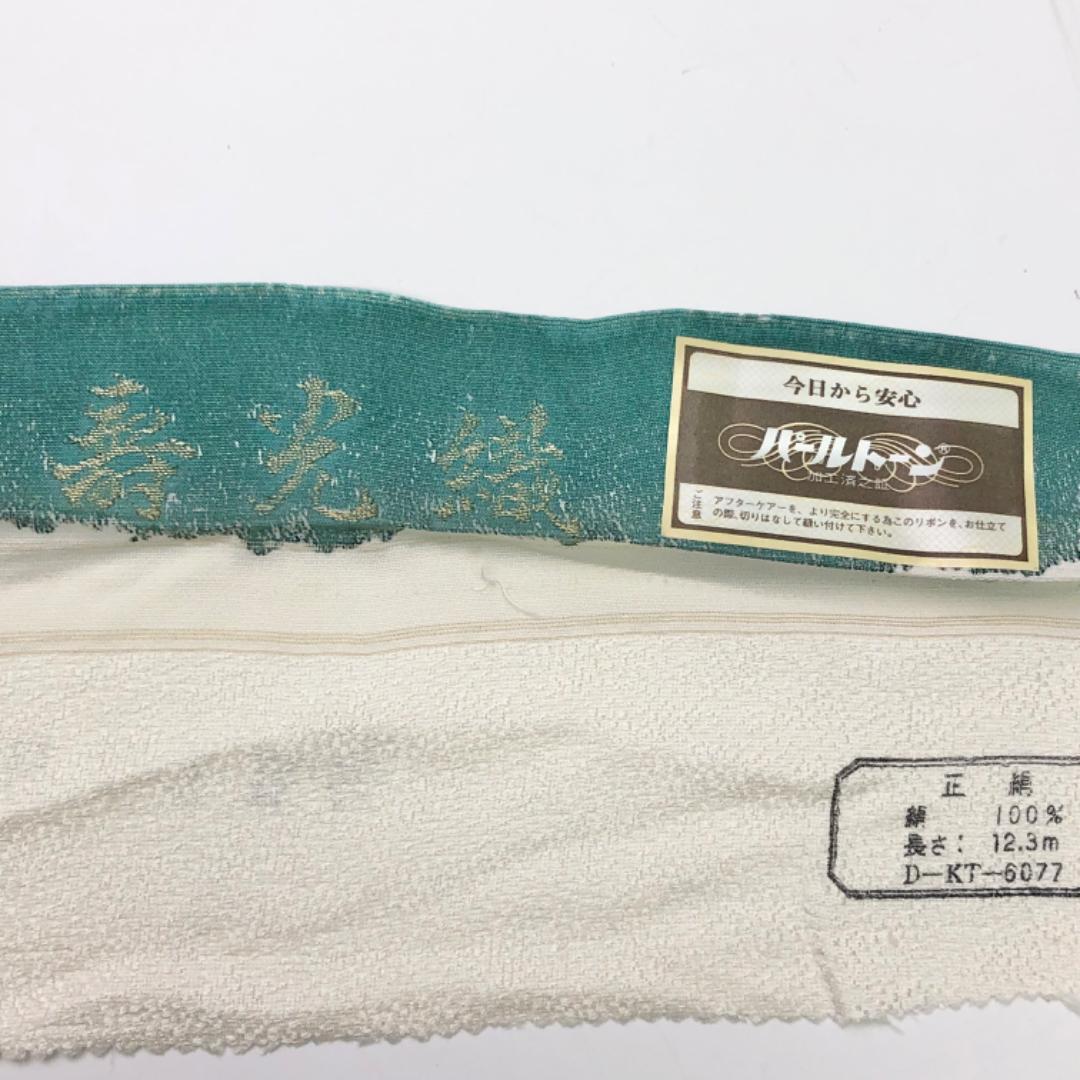 寿光織
今日から安心
パールトーン®
加工済之証
ご注意
アフターケアーを、より完全にする為このリボンを、お仕立て
の際、切りはなして縫い付けて下さい。
正 絹
絹 100%
長さ: 12.3m
D-KT-6077